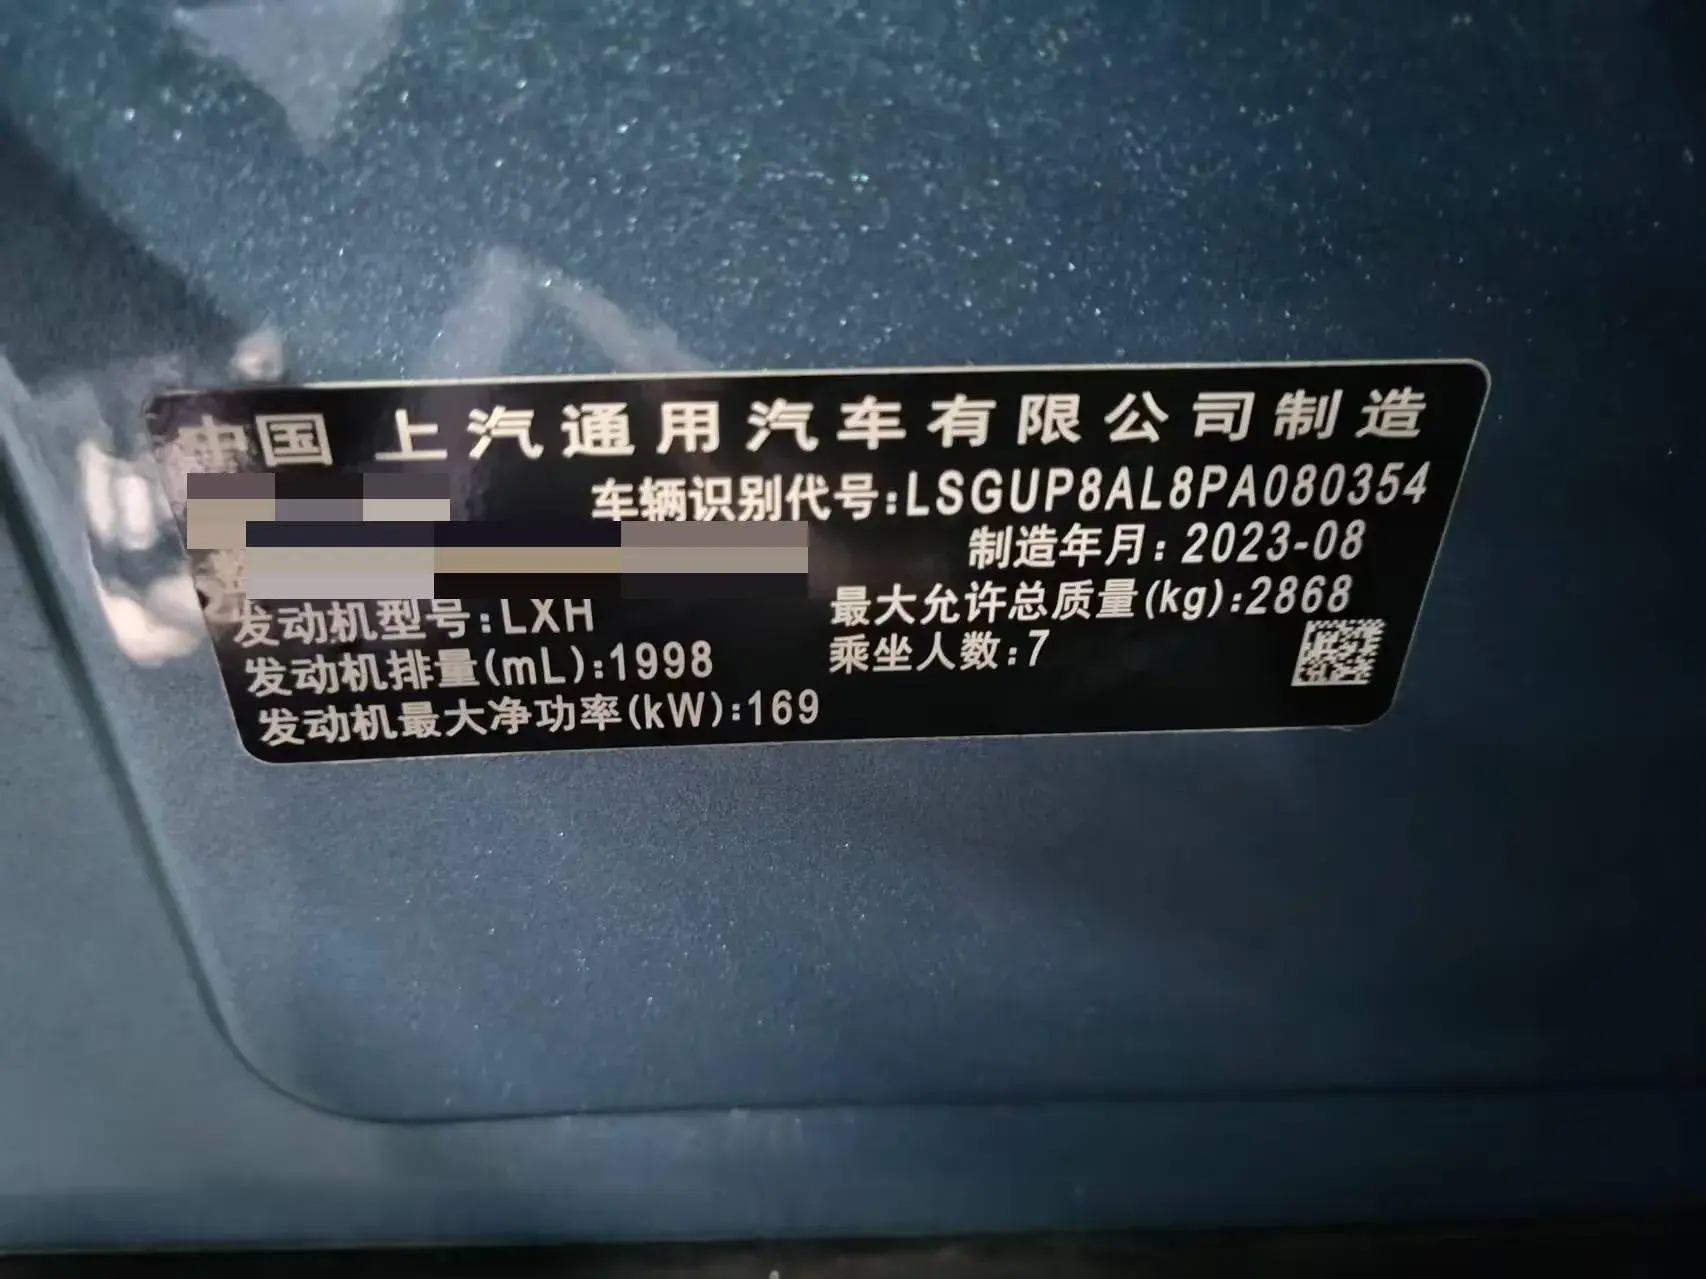 中国 上汽通用汽车有限公司制造
车辆识别代号:LSGUP8AL8PA080354
制造年月:2023-08
发动机型号:LXH
最大允许总质量(kg):2868
发动机排量(mL):1998
乘坐人数:7
发动机最大净功率(kW):169